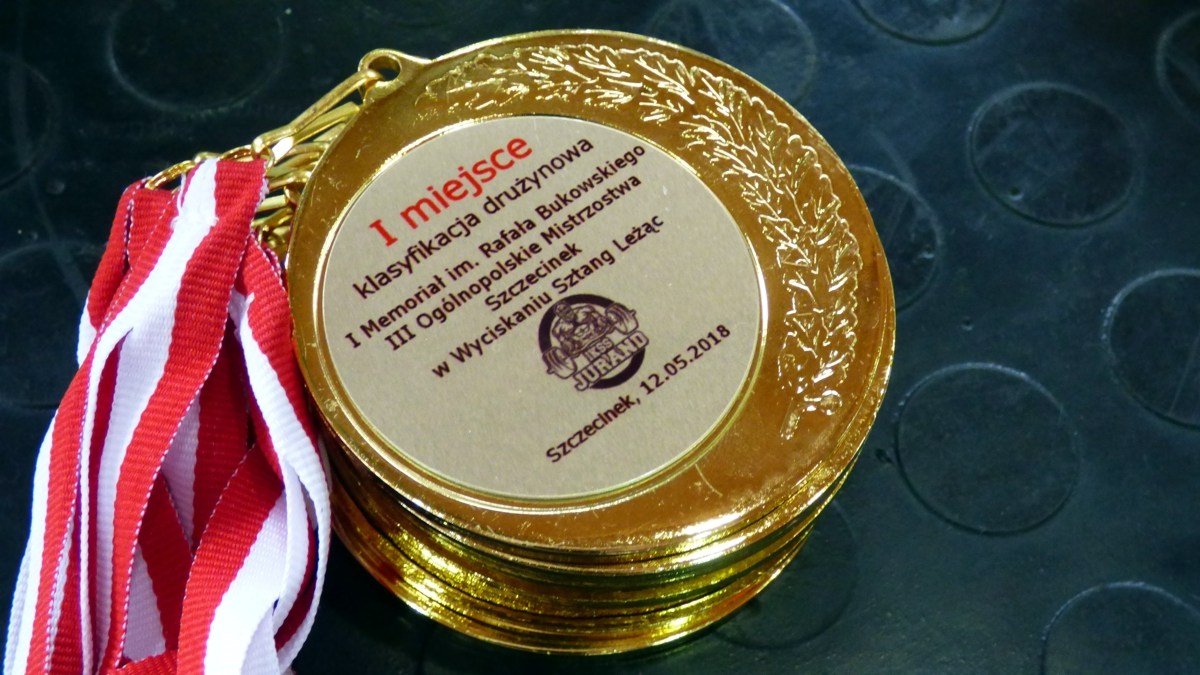 I miejsce
klasyfikacja drużynowa
I Memoriał im. Rafała Bukowskiego
III Ogólnopolskie Mistrzostwa
Szczecinek
w Wyciskaniu Sztang Leżąc
JURAND
Szczecinek, 12.05.2018